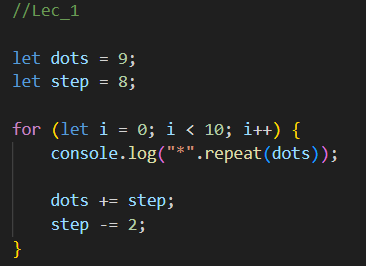 //Lec_1
let dots = 9;
let step = 8;
for (let i = 0; i < 10; i++) {
    console.log("*".repeat(dots));
    dots += step;
    step -= 2;
}